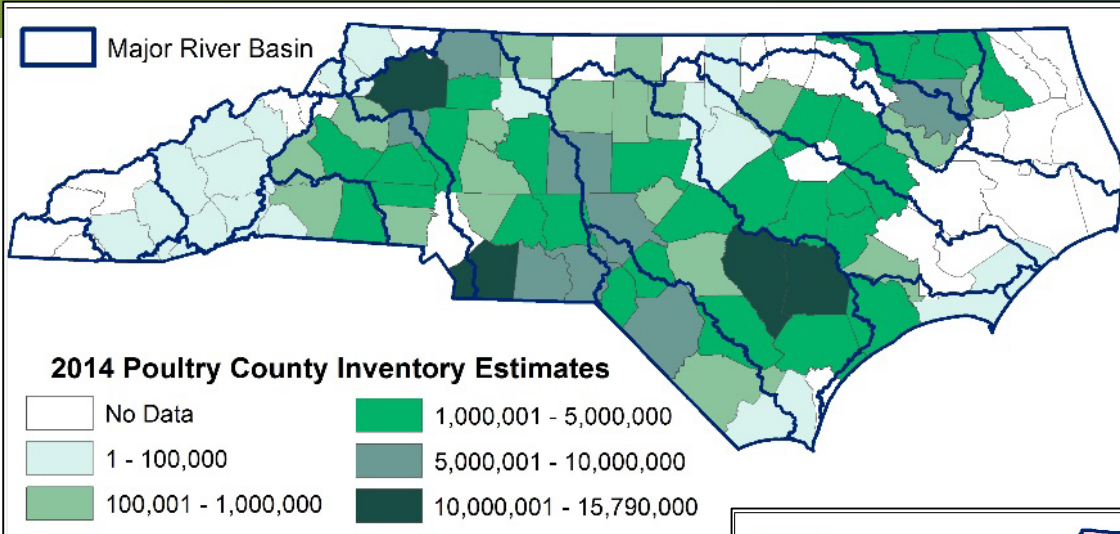 Major River Basin
2014 Poultry County Inventory Estimates
No Data
1 - 100,000
100,001 - 1,000,000
1,000,001 - 5,000,000
5,000,001 - 10,000,000
10,000,001 - 15,790,000